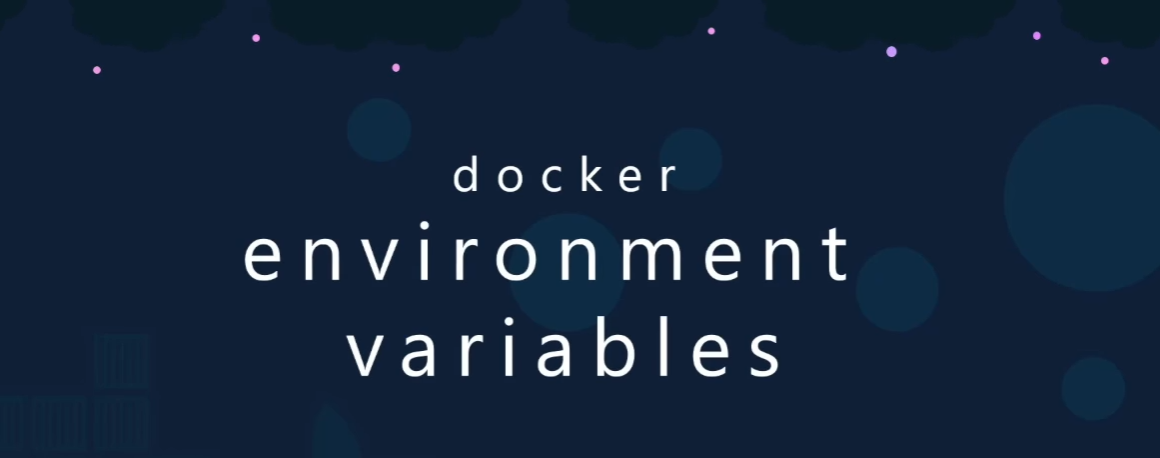 docker
environment
variables